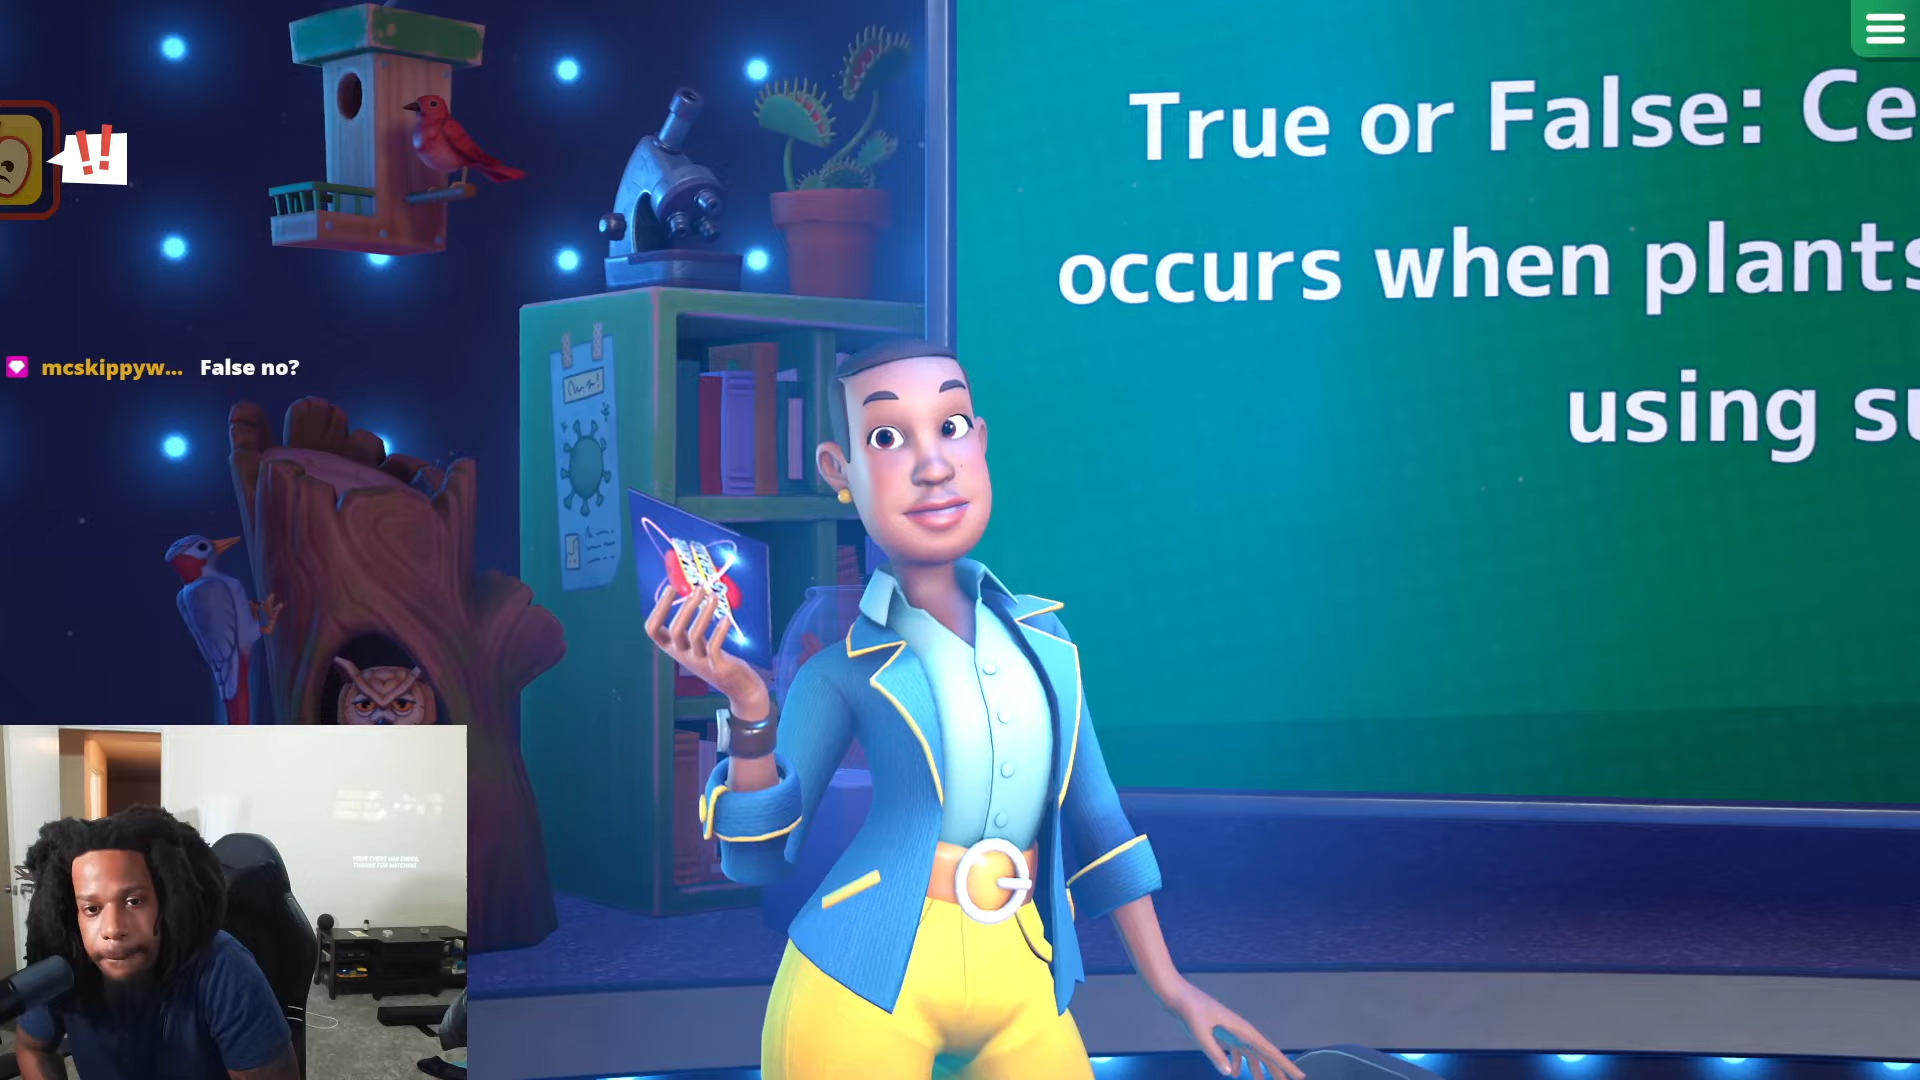 True or False: Ce
occurs when plants
using su
!!
mcskippyw... False no?